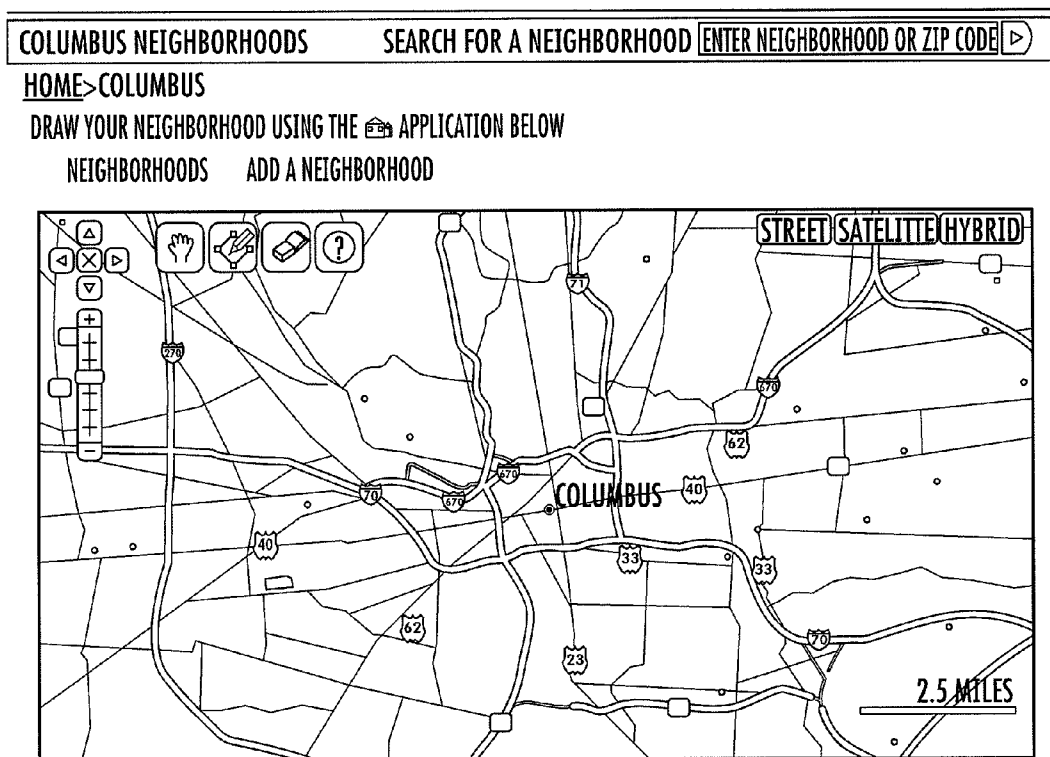 COLUMBUS NEIGHBORHOODS SEARCH FOR A NEIGHBORHOOD ENTER NEIGHBORHOOD OR ZIP CODE
HOME>COLUMBUS
DRAW YOUR NEIGHBORHOOD USING THE APPLICATION BELOW
NEIGHBORHOODS ADD A NEIGHBORHOOD
STREET SATELITTE HYBRID
?
71
+
270
670
62
670
70
670
COLUMBUS
40
40
33
33
62
70
23
2.5 MILES
-